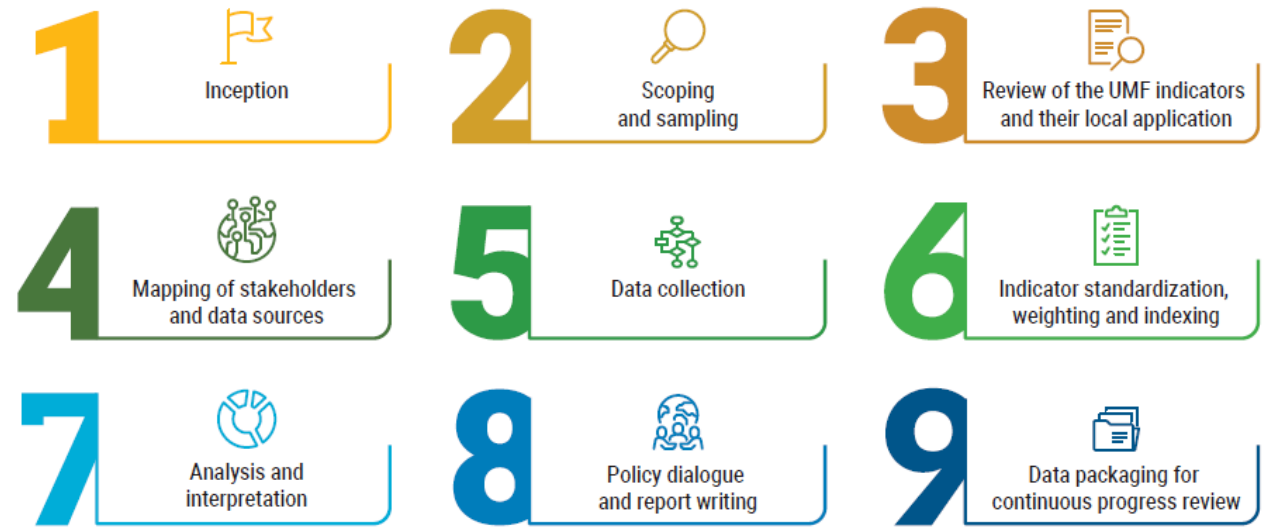 1
Inception
2
Scoping
and sampling
3
Review of the UMF indicators
and their local application
4
Mapping of stakeholders
and data sources
5
Data collection
6
Indicator standardization,
weighting and indexing
7
Analysis and
interpretation
8
Policy dialogue
and report writing
9
Data packaging for
continuous progress review